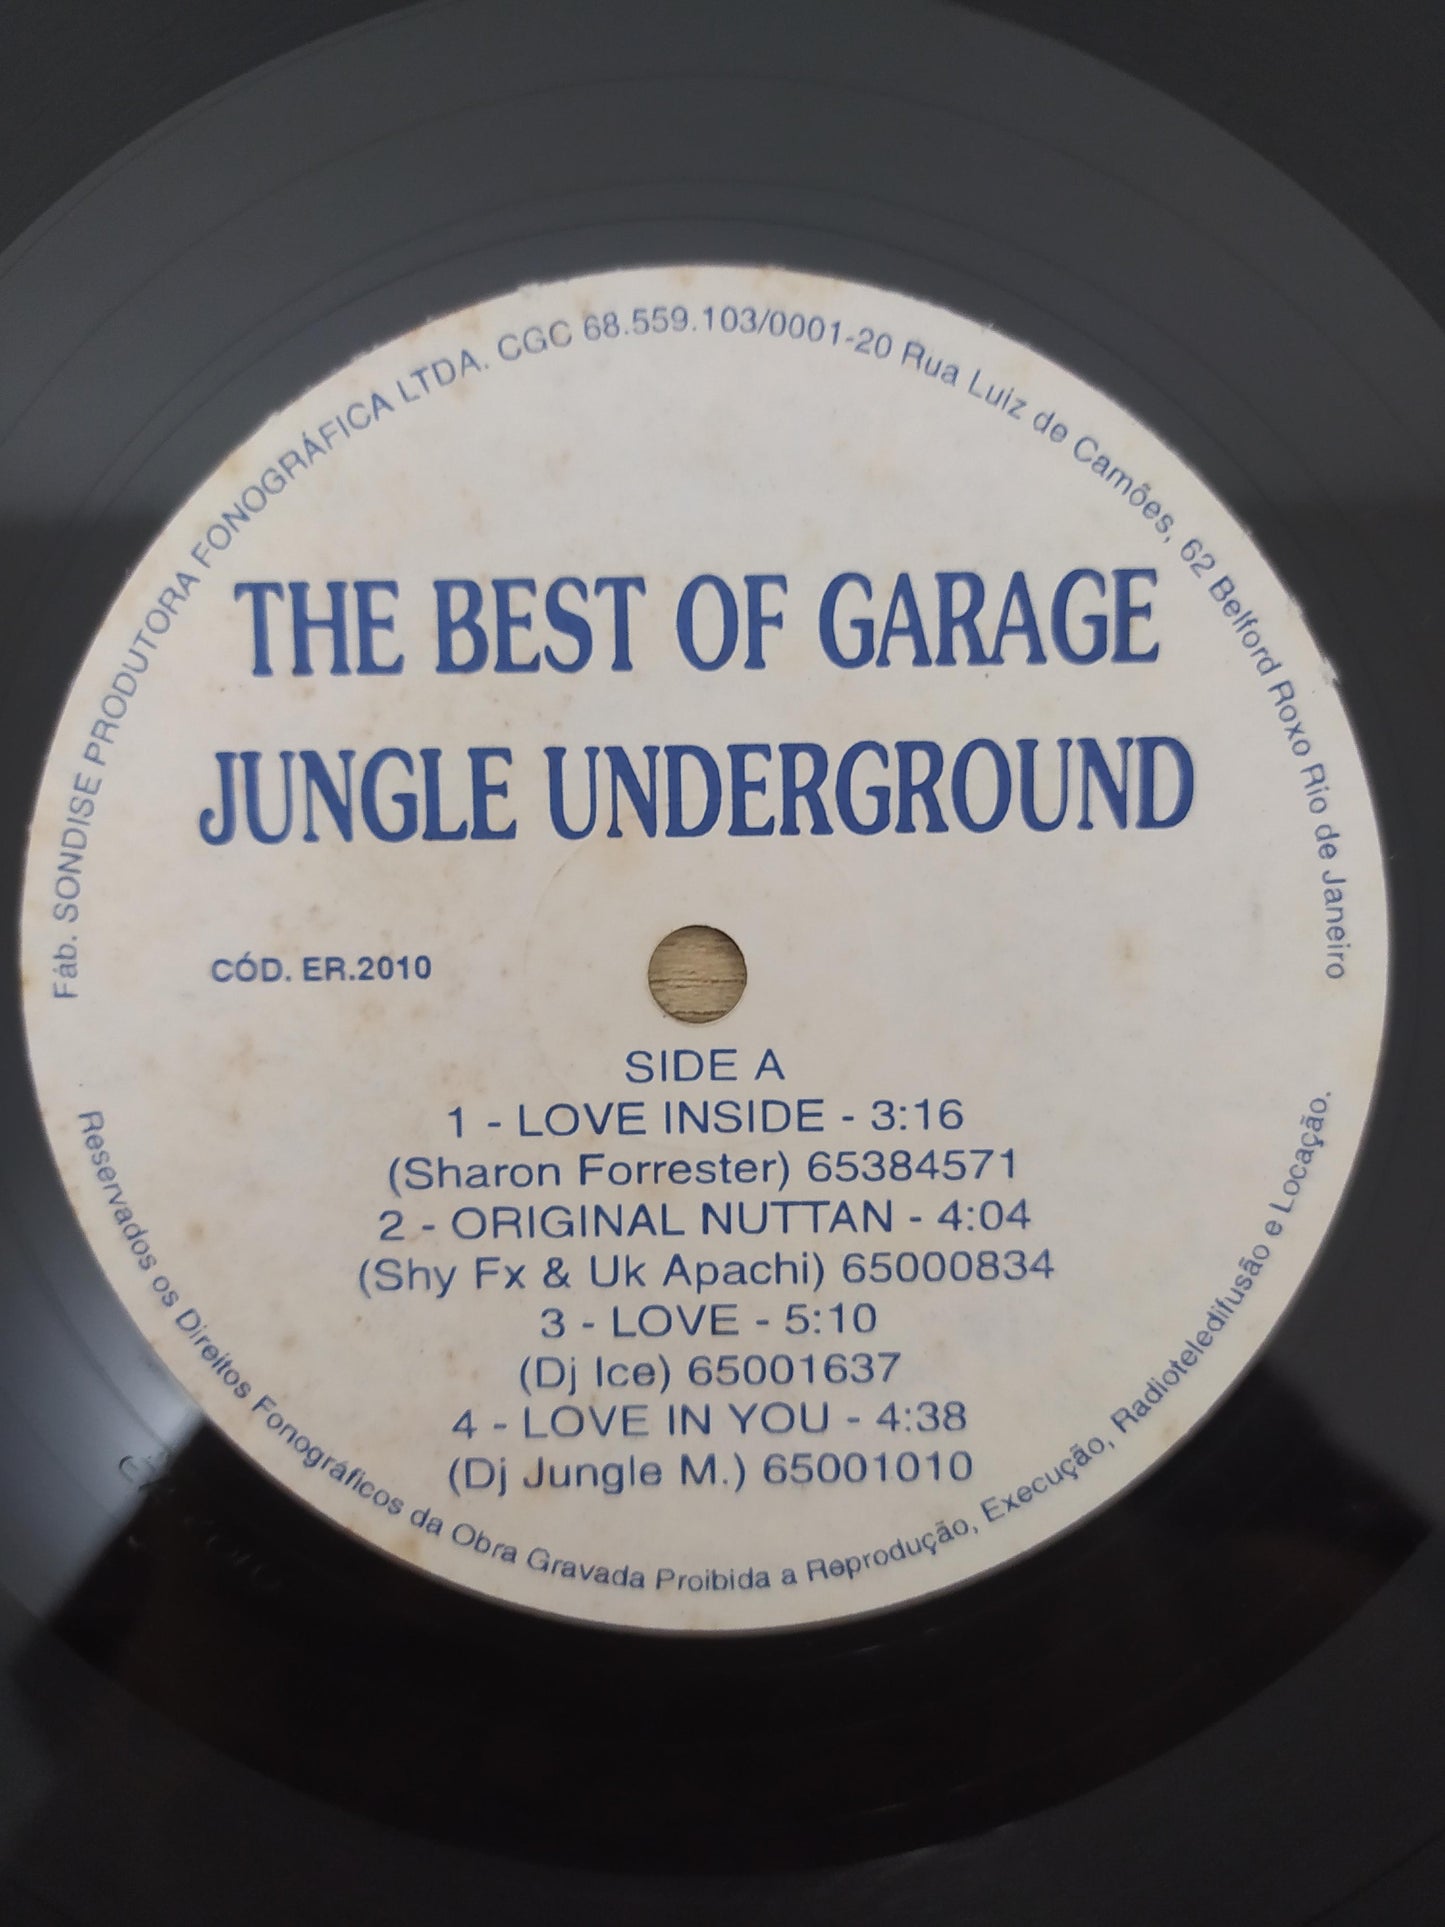 Fáb. SONDISE PRODUTORA FONOGRÁFICA LTDA. CGC 68.559.103/0001-20 Rua Luiz de Camões, 62 Belford Roxo Rio de Janeiro
THE BEST OF GARAGE
JUNGLE UNDERGROUND
CÓD. ER.2010
SIDE A
1 - LOVE INSIDE - 3:16
(Sharon Forrester) 65384571
2 - ORIGINAL NUTTAN - 4:04
(Shy Fx & Uk Apachi) 65000834
3 - LOVE - 5:10
(Dj Ice) 65001637
4 - LOVE IN YOU - 4:38
(Dj Jungle M.) 65001010
Reservados os Direitos Fonográficos da Obra Gravada Proibida a Reprodução, Execução, Radioteledifusão e Locação.